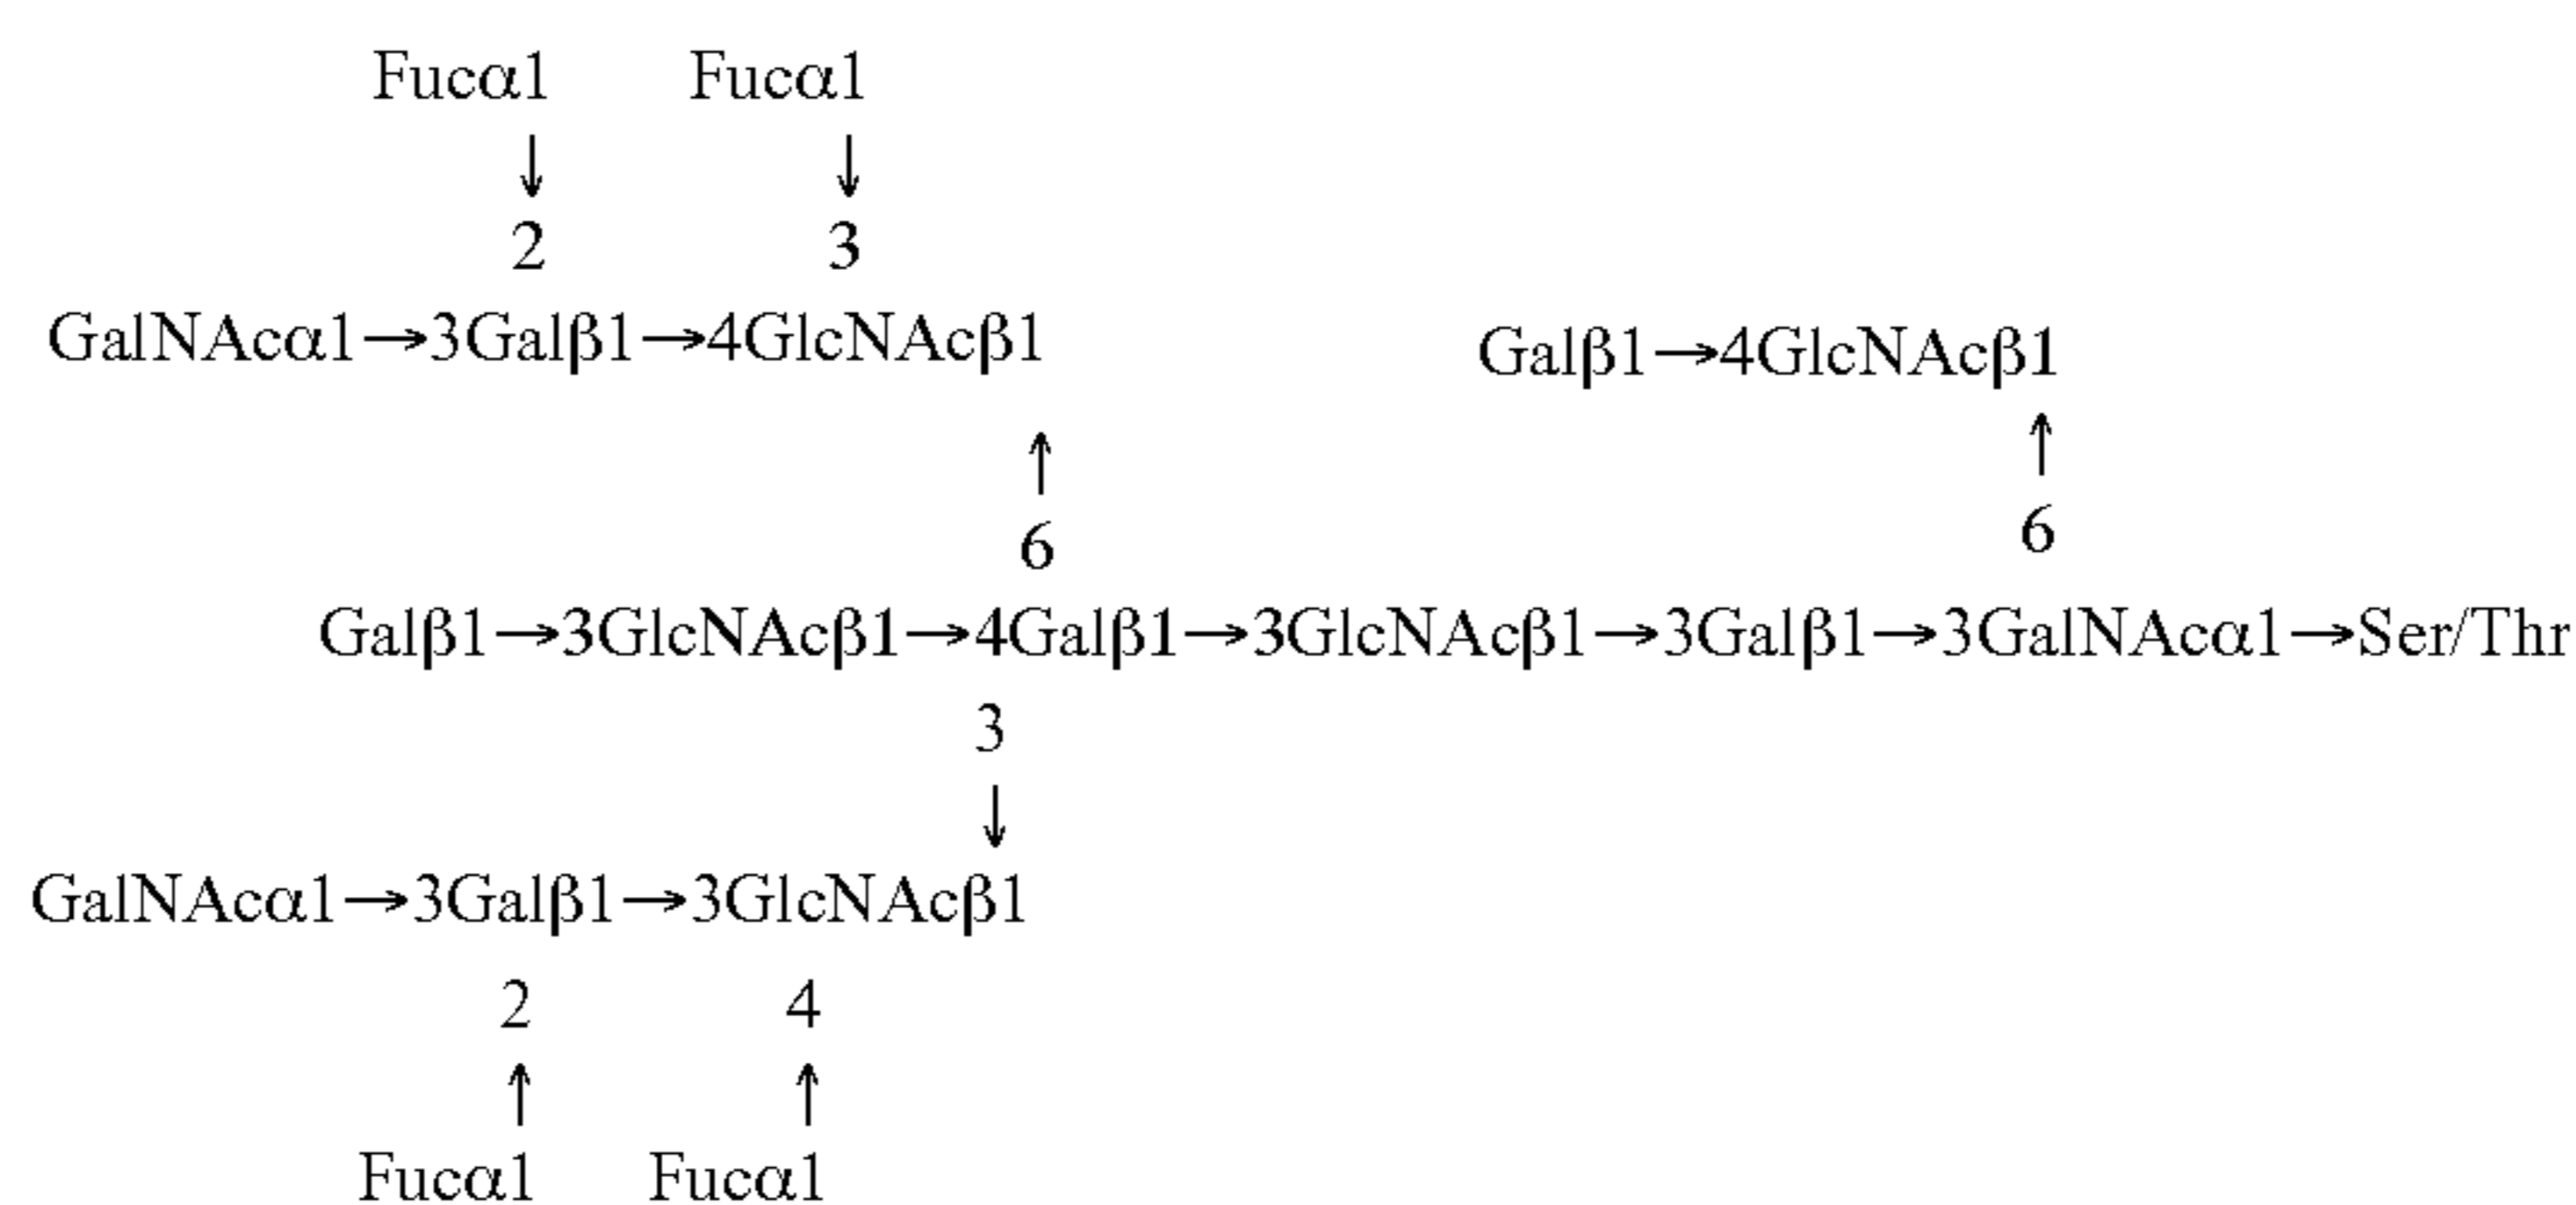 Fucα1 Fucα1
↓ ↓
2 3
GalNAcα1→3Galβ1→4GlcNAcβ1 Galβ1→4GlcNAcβ1
↑ ↑
6 6
Galβ1→3GlcNAcβ1→4Galβ1→3GlcNAcβ1→3Galβ1→3GalNAcα1→Ser/Thr
3
↓
GalNAcα1→3Galβ1→3GlcNAcβ1
2 4
↑ ↑
Fucα1 Fucα1